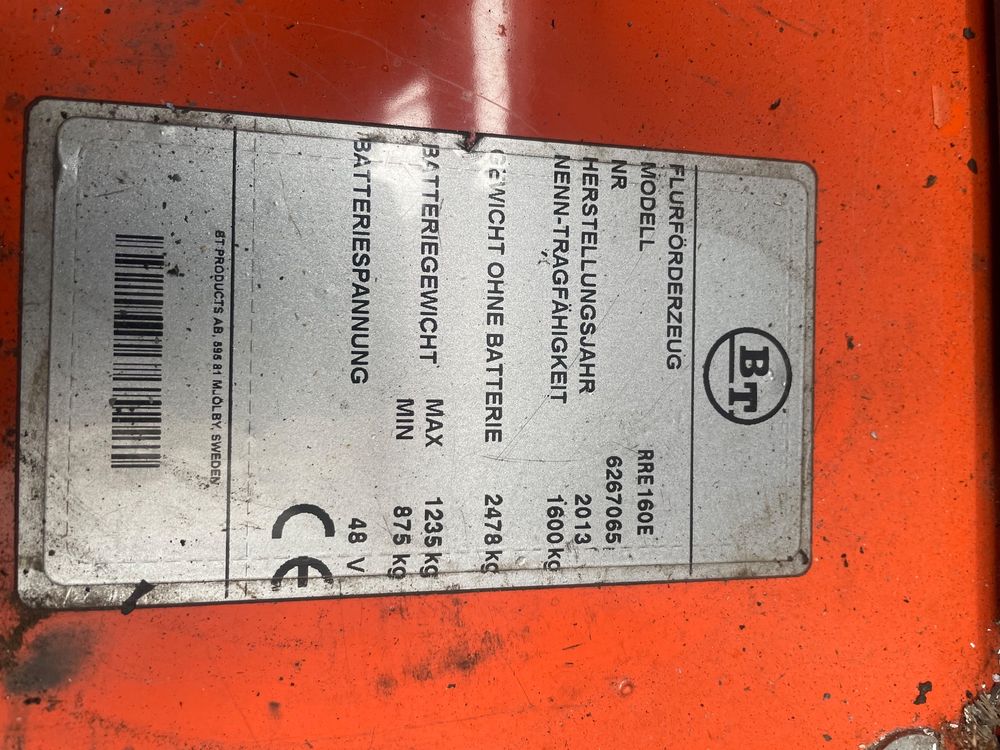 BT
FLURFÖRDERZEUG
MODELL RRE160E
NR 6267065
HERSTELLUNGSJAHR 2013
NENN-TRAGFÄHIGKEIT 1600 kg
GEWICHT OHNE BATTERIE 2478 kg
BATTERIEGEWICHT MAX 1235 kg
MIN 875 kg
BATTERIESPANNUNG 48 V
CE
BT PRODUCTS AB, 595 81 MJÖLBY, SWEDEN